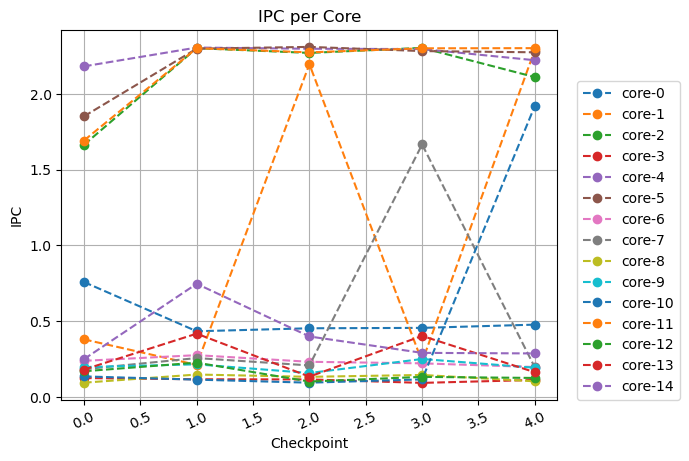 IPC per Core
IPC
2.0
1.5
1.0
0.5
0.0
0.0
0.5
1.0
1.5
2.0
2.5
3.0
3.5
4.0
Checkpoint
core-0
core-1
core-2
core-3
core-4
core-5
core-6
core-7
core-8
core-9
core-10
core-11
core-12
core-13
core-14